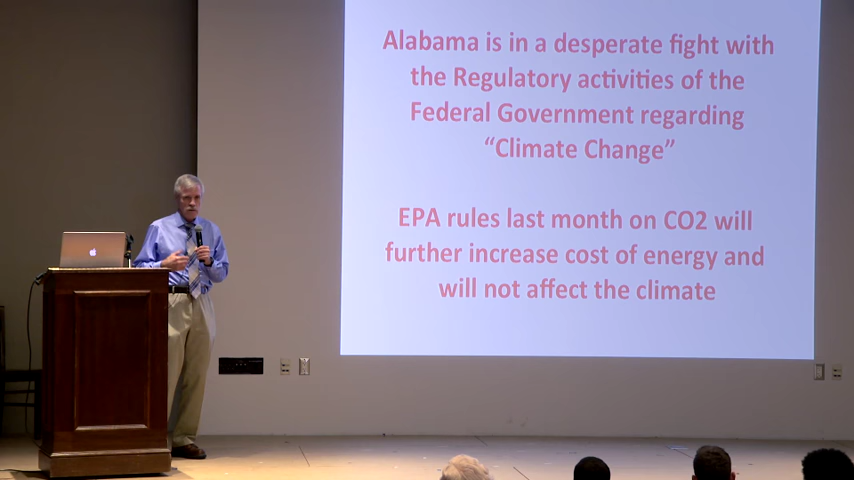 Alabama is in a desperate fight with
the Regulatory activities of the
Federal Government regarding
“Climate Change”
EPA rules last month on CO2 will
further increase cost of energy and
will not affect the climate